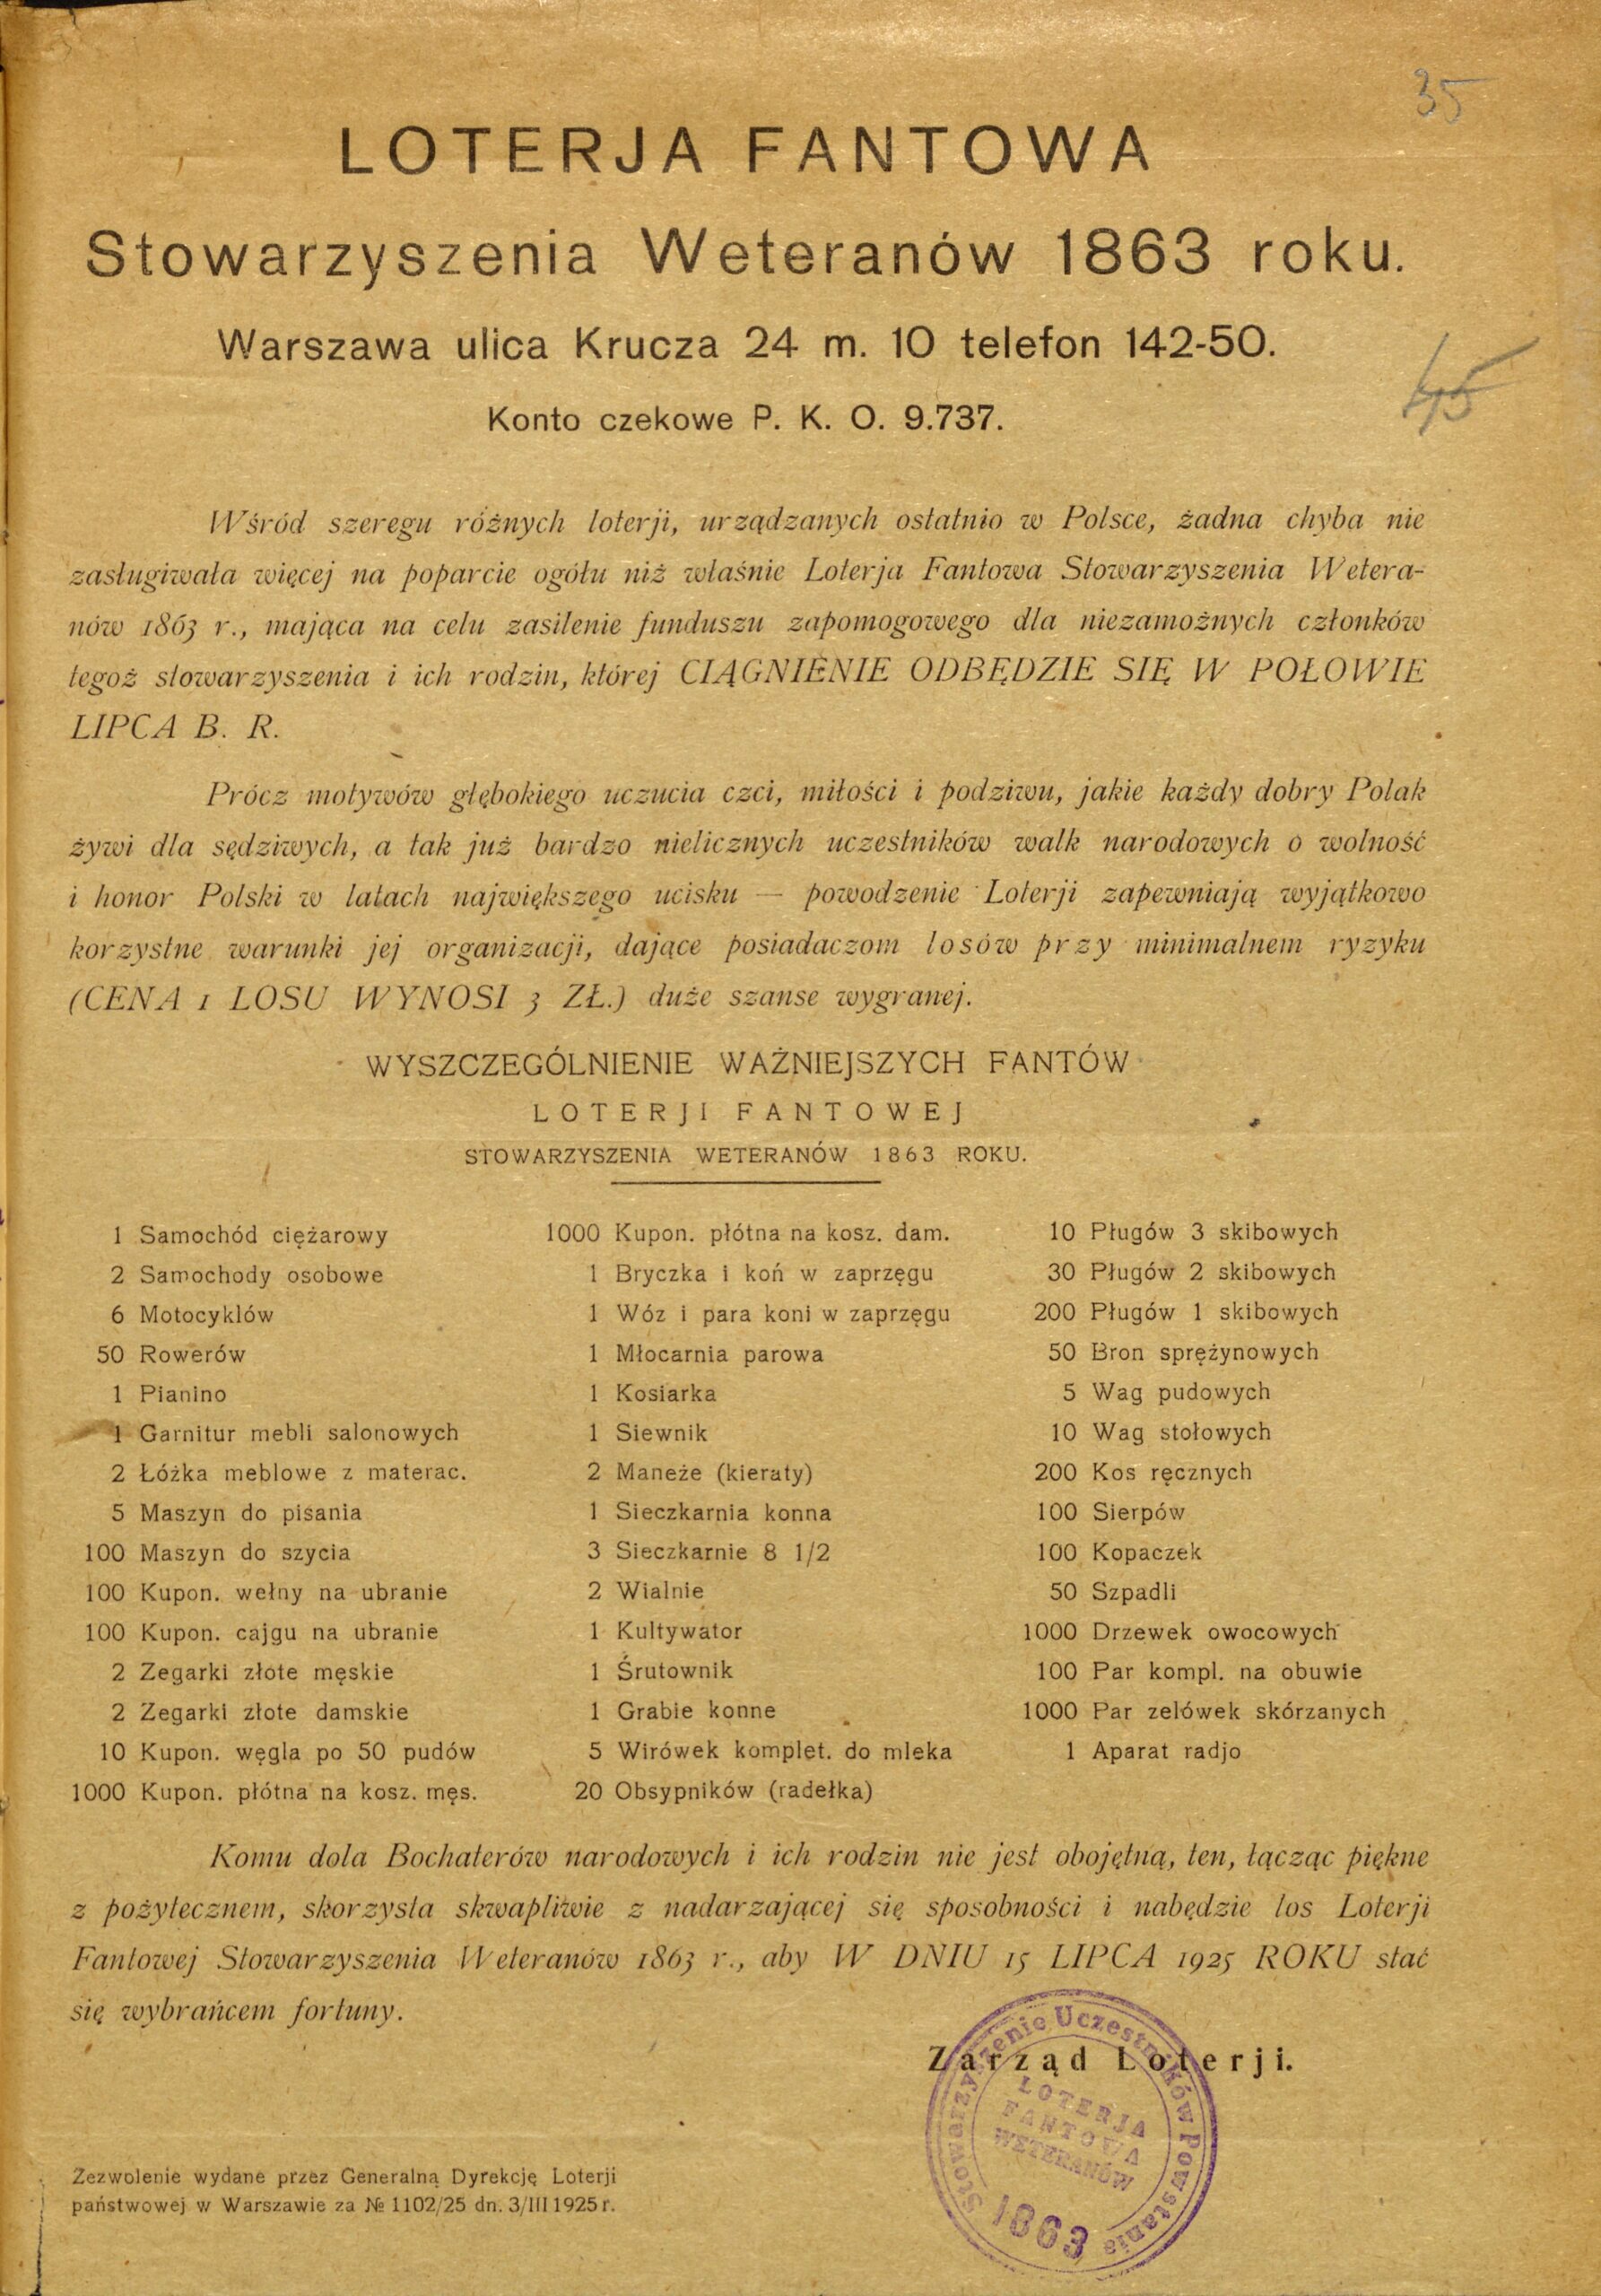 35
LOTERJA FANTOWA
Stowarzyszenia Weteranów 1863 roku.
Warszawa ulica Krucza 24 m. 10 telefon 142-50.
45
Konto czekowe P. K. O. 9.737.
Wśród szeregu różnych loterji, urządzanych ostatnio w Polsce, żadna chyba nie
zasługiwała więcej na poparcie ogółu niż właśnie Loterja Fantowa Stowarzyszenia Wetera-
nów 1863 r., mająca na celu zasilenie funduszu zapomogowego dla niezamożnych członków
tegoż stowarzyszenia i ich rodzin, której CIĄGNIENIE ODBĘDZIE SIĘ W POŁOWIE
LIPCA B. R.
Prócz motywów głębokiego uczucia czci, miłości i podziwu, jakie każdy dobry Polak
żywi dla sędziwych, a tak już bardzo nielicznych uczestników walk narodowych o wolność
i honor Polski w latach największego ucisku — powodzenie Loterji zapewniają wyjątkowo
korzystne warunki jej organizacji, dające posiadaczom losów przy minimalnem ryzyku
(CENA 1 LOSU WYNOSI 3 ZŁ.) duże szanse wygranej.
WYSZCZEGÓLNIENIE WAŻNIEJSZYCH FANTÓW
LOTERJI FANTOWEJ
STOWARZYSZENIA WETERANÓW 1863 ROKU.
1 Samochód ciężarowy
2 Samochody osobowe
6 Motocyklów
50 Rowerów
1 Pianino
1 Garnitur mebli salonowych
2 Łóżka meblowe z materac.
5 Maszyn do pisania
100 Maszyn do szycia
100 Kupon. wełny na ubranie
100 Kupon. cajgu na ubranie
2 Zegarki złote męskie
2 Zegarki złote damskie
10 Kupon. węgla po 50 pudów
1000 Kupon. płótna na kosz. męs.
1000 Kupon. płótna na kosz. dam.
1 Bryczka i koń w zaprzęgu
1 Wóz i para koni w zaprzęgu
1 Młocarnia parowa
1 Kosiarka
1 Siewnik
2 Maneże (kieraty)
1 Sieczkarnia konna
3 Sieczkarnie 8 1/2
2 Wialnie
1 Kultywator
1 Śrutownik
1 Grabie konne
5 Wirówek komplet. do mleka
20 Obsypników (radełka)
10 Pługów 3 skibowych
30 Pługów 2 skibowych
200 Pługów 1 skibowych
50 Bron sprężynowych
5 Wag pudowych
10 Wag stołowych
200 Kos ręcznych
100 Sierpów
100 Kopaczek
50 Szpadli
1000 Drzewek owocowych
100 Par kompl. na obuwie
1000 Par zelówek skórzanych
1 Aparat radjo
Komu dola Bochaterów narodowych i ich rodzin nie jest obojętną, ten, łącząc piękne
z pożytecznem, skorzysta skwapliwie z nadarzającej się sposobności i nabędzie los Loterji
Fantowej Stowarzyszenia Weteranów 1863 r., aby W DNIU 15 LIPCA 1925 ROKU stać
się wybrańcem fortuny.
Zarząd Loterji.
Stowarzyszenie Uczestników Powstania
LOTERJA
FANTOWA
WETERANÓW
1863
Zezwolenie wydane przez Generalną Dyrekcję Loterji
państwowej w Warszawie za № 1102/25 dn. 3/III 1925 r.